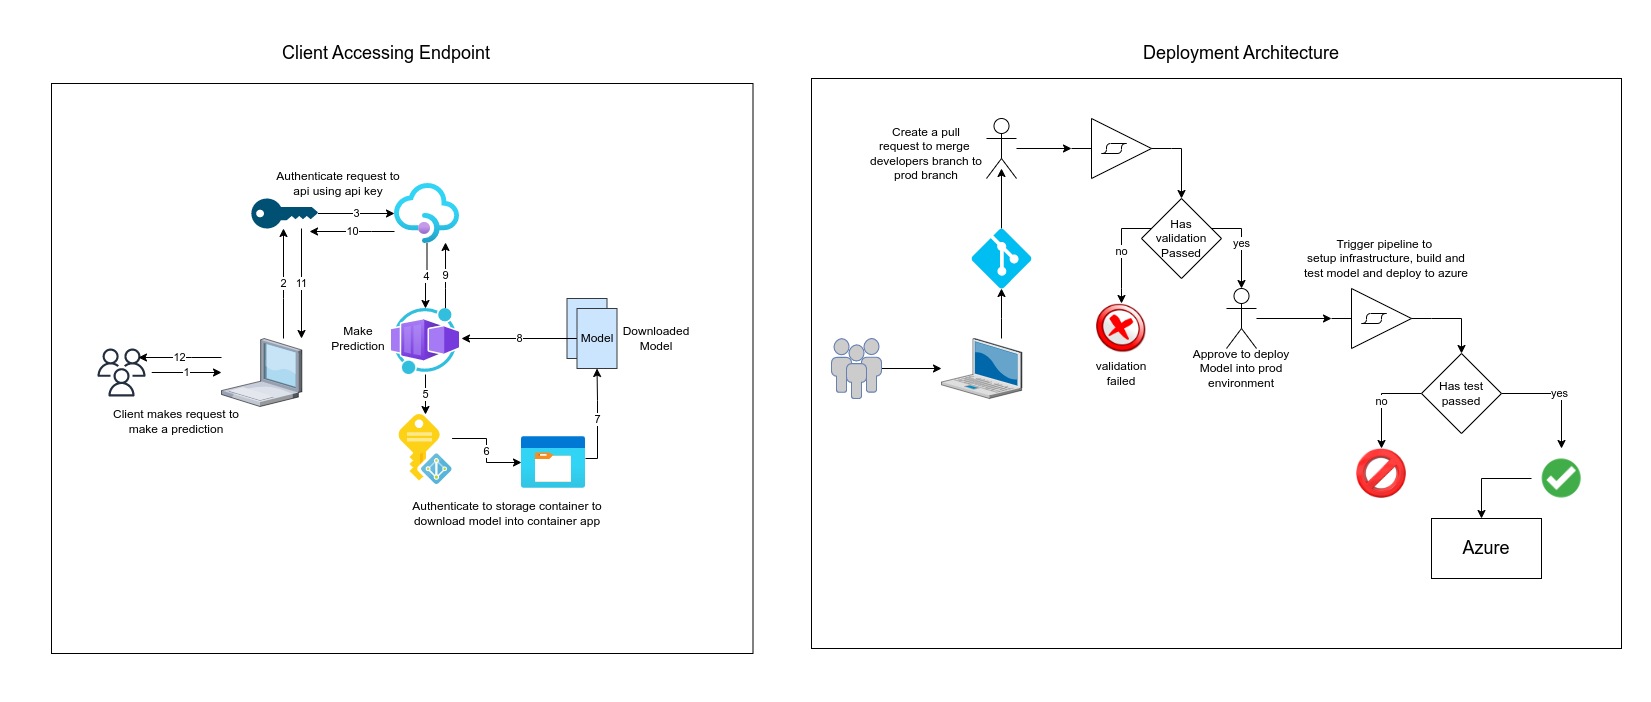 Client Accessing Endpoint
Authenticate request to
api using api key
3
10
2
11
4
9
Make
Prediction
8
Model
Downloaded
Model
12
1
Client makes request to
make a prediction
5
6
7
Authenticate to storage container to
download model into container app
Deployment Architecture
Create a pull
request to merge
developers branch to
prod branch
Has
validation
Passed
no
yes
validation
failed
Approve to deploy
Model into prod
environment
Trigger pipeline to
setup infrastructure, build and
test model and deploy to azure
Has test
passed
no
yes
Azure